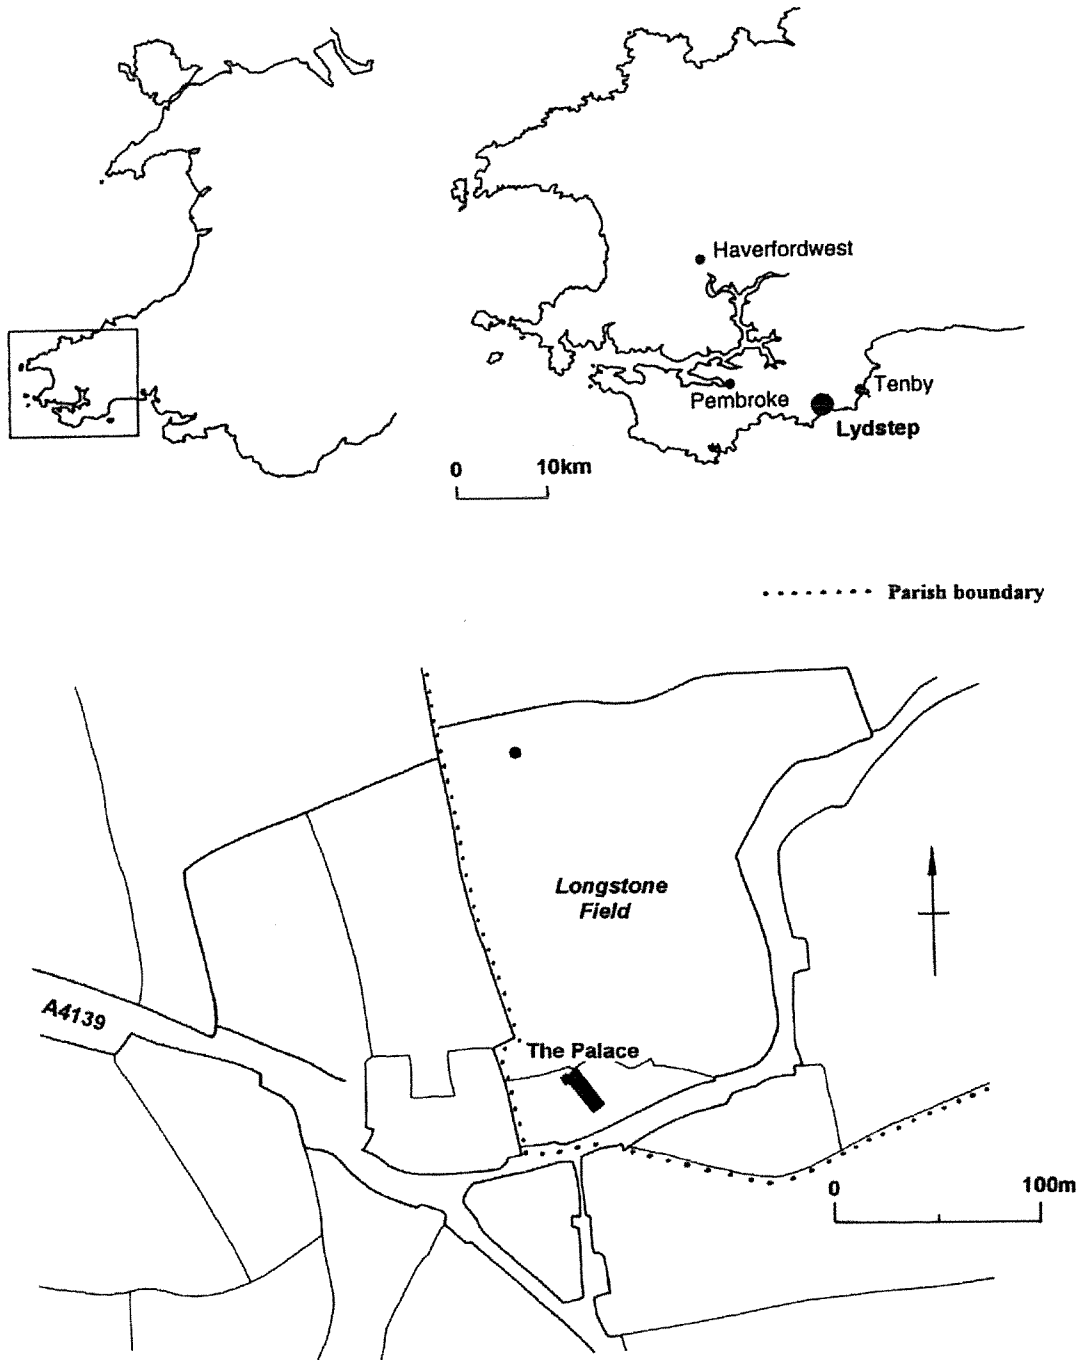 Haverfordwest
Tenby
Pembroke
Lydstep
0 10km
Parish boundary
Longstone
Field
A4139
The Palace
0 100m